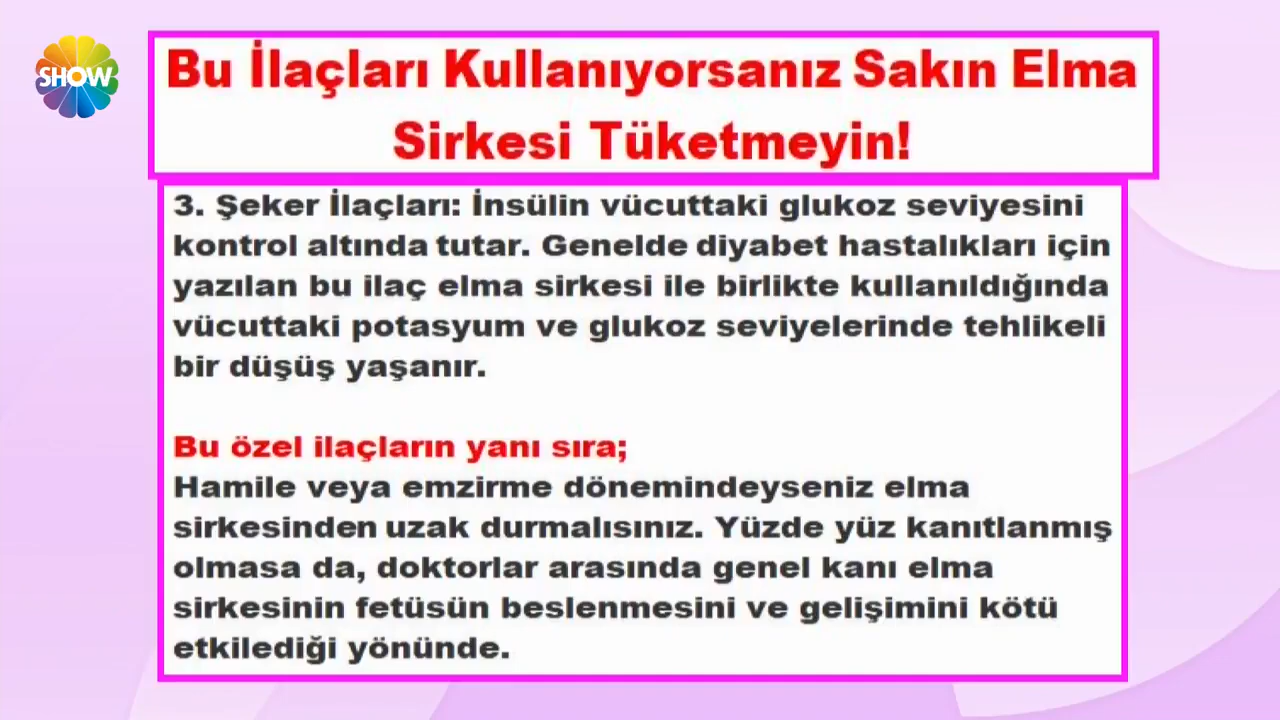 SHOW
Bu İlaçları Kullanıyorsanız Sakın Elma
Sirkesi Tüketmeyin!
3. Şeker İlaçları: İnsülin vücuttaki glukoz seviyesini
kontrol altında tutar. Genelde diyabet hastalıkları için
yazılan bu ilaç elma sirkesi ile birlikte kullanıldığında
vücuttaki potasyum ve glukoz seviyelerinde tehlikeli
bir düşüş yaşanır.
Bu özel ilaçların yanı sıra;
Hamile veya emzirme dönemindeyseniz elma
sirkesinden uzak durmalısınız. Yüzde yüz kanıtlanmış
olmasa da, doktorlar arasında genel kanı elma
sirkesinin fetüsün beslenmesini ve gelişimini kötü
etkilediği yönünde.